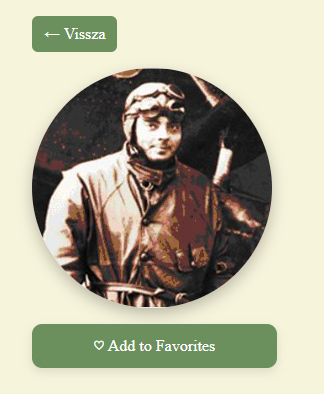 ← Vissza
♡ Add to Favorites